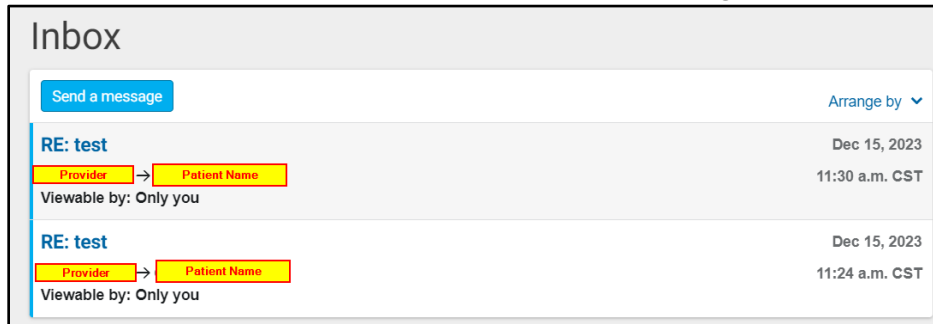 Inbox
Send a message
Arrange by
RE: test
Dec 15, 2023
Provider → Patient Name
11:30 a.m. CST
Viewable by: Only you
RE: test
Dec 15, 2023
Provider → Patient Name
11:24 a.m. CST
Viewable by: Only you